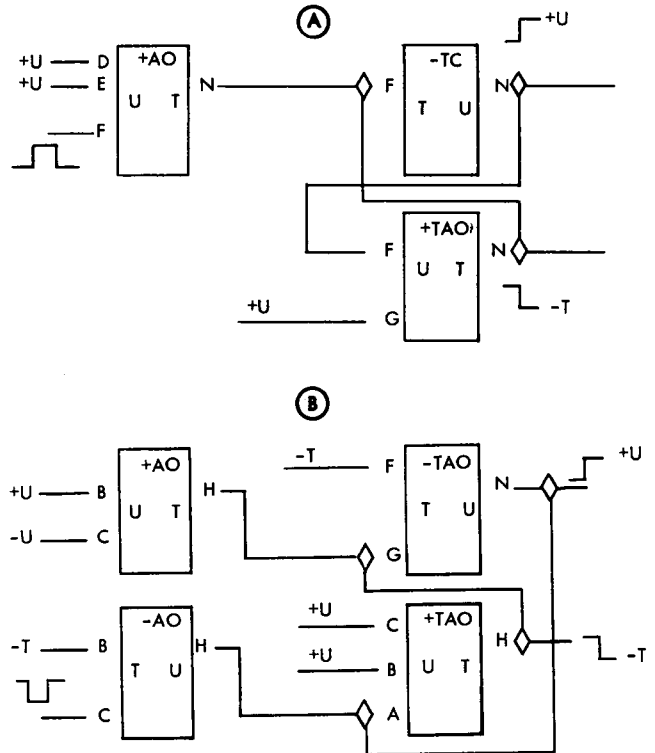 A
+U
+U D +AO N F -TC N
+U E
U T T U
F
F +TAO N
U T
+U
G -T
B
+AO -T F -TAO +U
+U B H N
U T T U
-U C
G
-AO +U C +TAO
-T B H H
T U +U B U T -T
C A